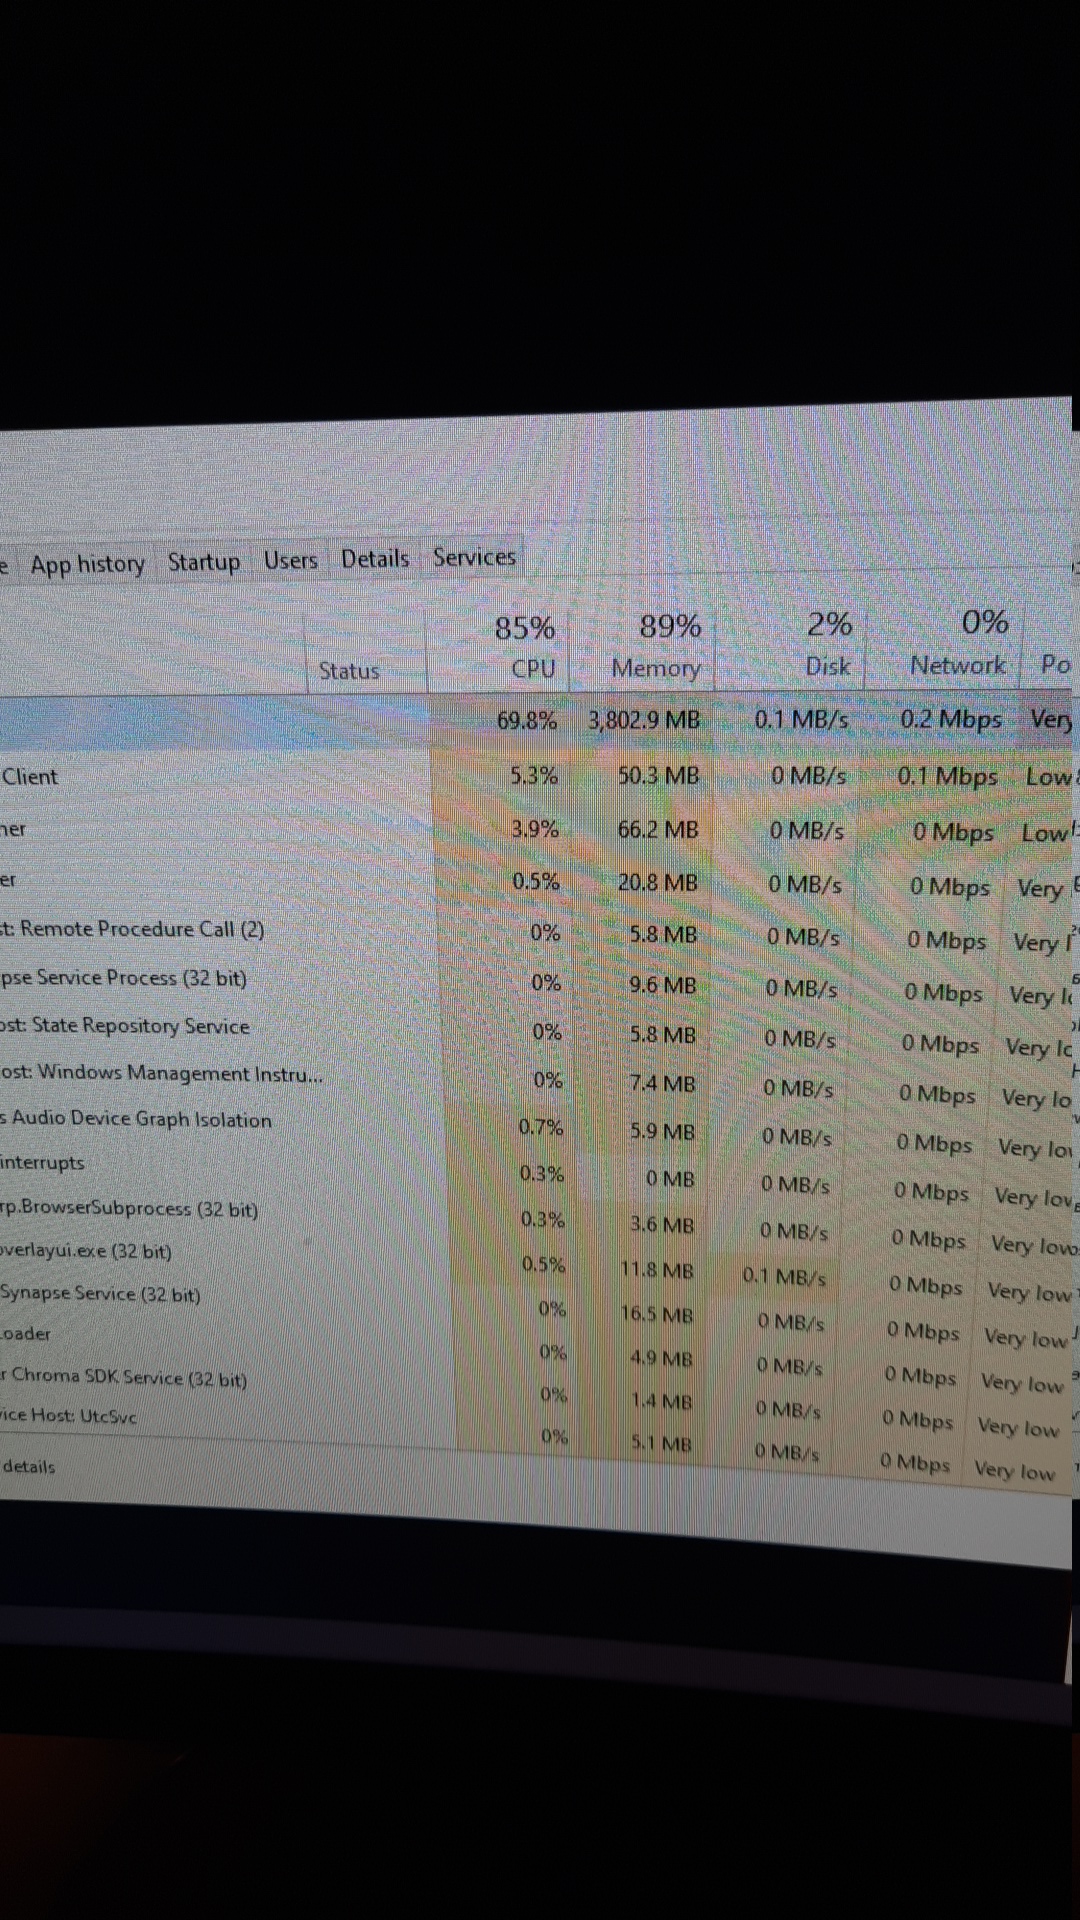 App history Startup Users Details Services
85% 89% 2% 0%
Status CPU Memory Disk Network Po
69.8% 3,802.9 MB 0.1 MB/s 0.2 Mbps Very
Client 5.3% 50.3 MB 0 MB/s 0.1 Mbps Low
ner 3.9% 66.2 MB 0 MB/s 0 Mbps Low
er 0.5% 20.8 MB 0 MB/s 0 Mbps Very
st: Remote Procedure Call (2) 0% 5.8 MB 0 MB/s 0 Mbps Very l
pse Service Process (32 bit) 0% 9.6 MB 0 MB/s 0 Mbps Very lo
ost: State Repository Service 0% 5.8 MB 0 MB/s 0 Mbps Very lo
ost: Windows Management Instru... 0% 7.4 MB 0 MB/s 0 Mbps Very lo
s Audio Device Graph Isolation 0.7% 5.9 MB 0 MB/s 0 Mbps Very lov
interrupts 0.3% 0 MB 0 MB/s 0 Mbps Very low
rp.BrowserSubprocess (32 bit) 0.3% 3.6 MB 0 MB/s 0 Mbps Very low
overlayui.exe (32 bit) 0.5% 11.8 MB 0.1 MB/s 0 Mbps Very low
Synapse Service (32 bit) 0% 16.5 MB 0 MB/s 0 Mbps Very low
Loader 0% 4.9 MB 0 MB/s 0 Mbps Very low
r Chroma SDK Service (32 bit) 0% 1.4 MB 0 MB/s 0 Mbps Very low
vice Host: UtcSvc 0% 5.1 MB 0 MB/s 0 Mbps Very low
details